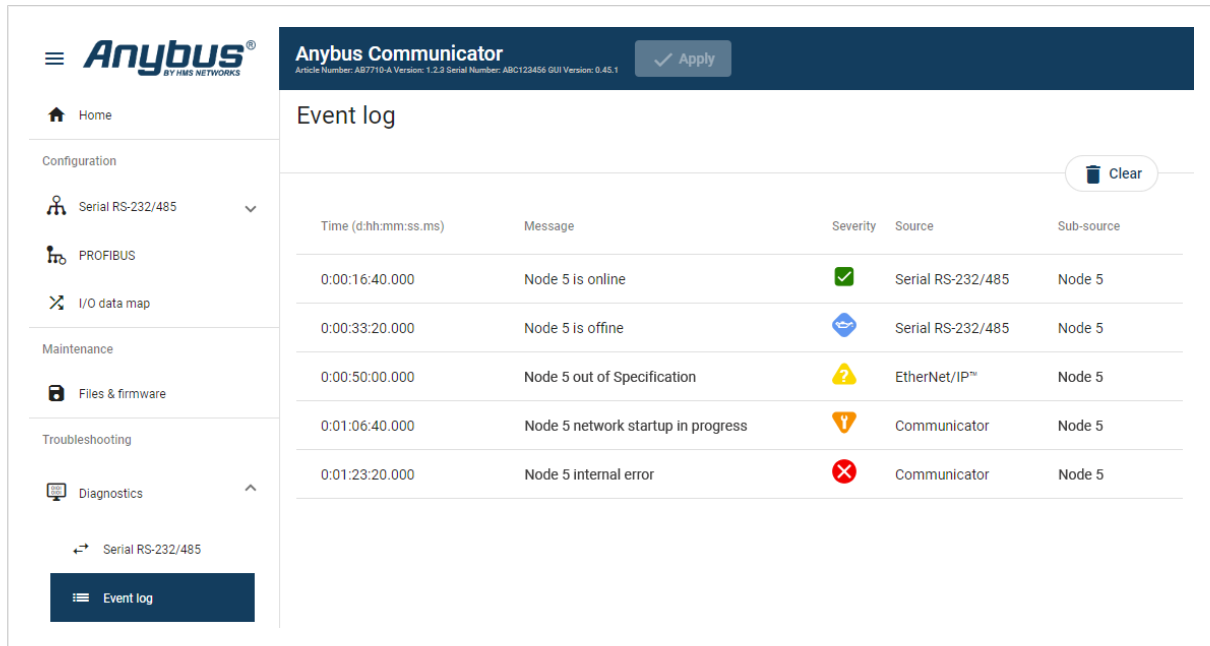 Anybus®
BY HMS NETWORKS
Anybus Communicator
Article Number: AB7710-A Version: 1.2.3 Serial Number: ABC123456 GUI Version: 0.45.1
Apply
Home
Configuration
Serial RS-232/485
PROFIBUS
I/O data map
Maintenance
Files & firmware
Troubleshooting
Diagnostics
Serial RS-232/485
Event log
Event log
Clear
Time (d:hh:mm:ss.ms) Message Severity Source Sub-source
0:00:16:40.000 Node 5 is online Serial RS-232/485 Node 5
0:00:33:20.000 Node 5 is offine Serial RS-232/485 Node 5
0:00:50:00.000 Node 5 out of Specification ? EtherNet/IP™ Node 5
0:01:06:40.000 Node 5 network startup in progress Communicator Node 5
0:01:23:20.000 Node 5 internal error Communicator Node 5